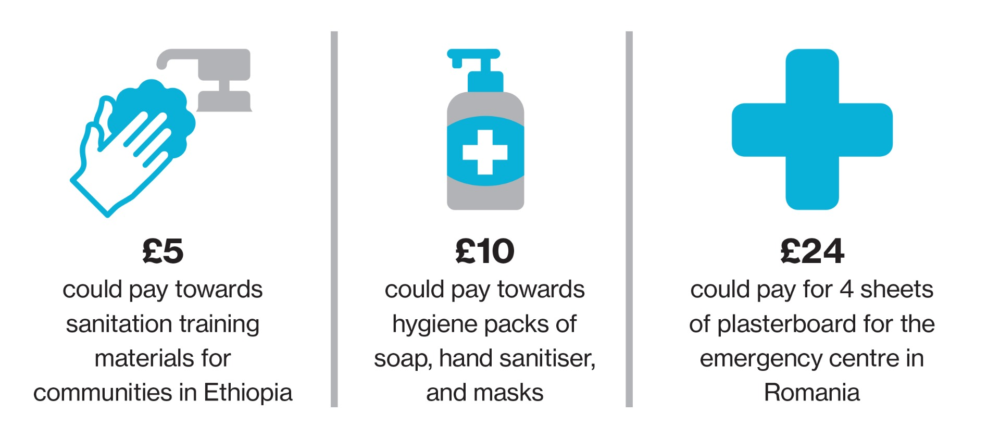 £5
could pay towards
sanitation training
materials for
communities in Ethiopia
£10
could pay towards
hygiene packs of
soap, hand sanitiser,
and masks
£24
could pay for 4 sheets
of plasterboard for the
emergency centre in
Romania